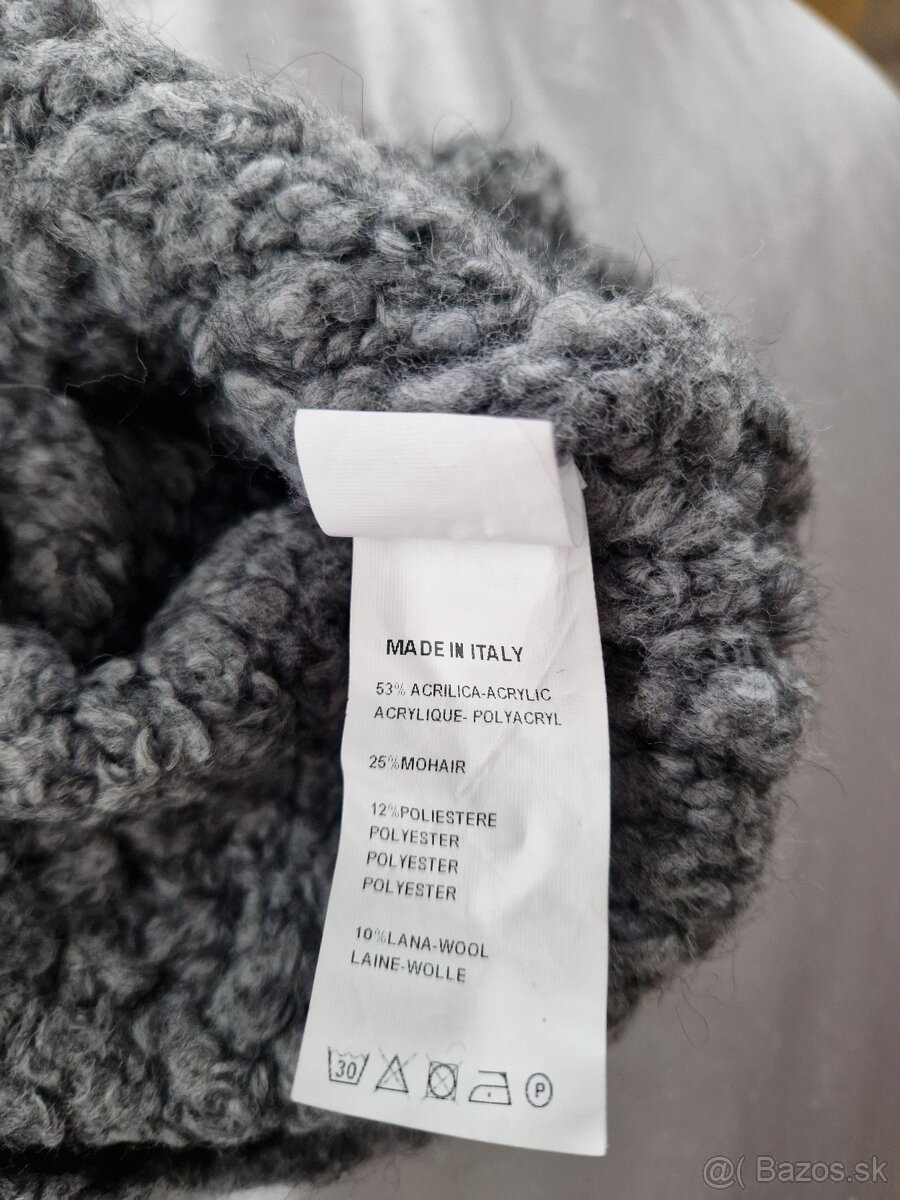 MADE IN ITALY
53% ACRILICA-ACRYLIC
ACRYLIQUE- POLYACRYL
25%MOHAIR
12%POLIESTERE
POLYESTER
POLYESTER
POLYESTER
10%LANA-WOOL
LAINE-WOLLE
30 P
@( Bazos.sk